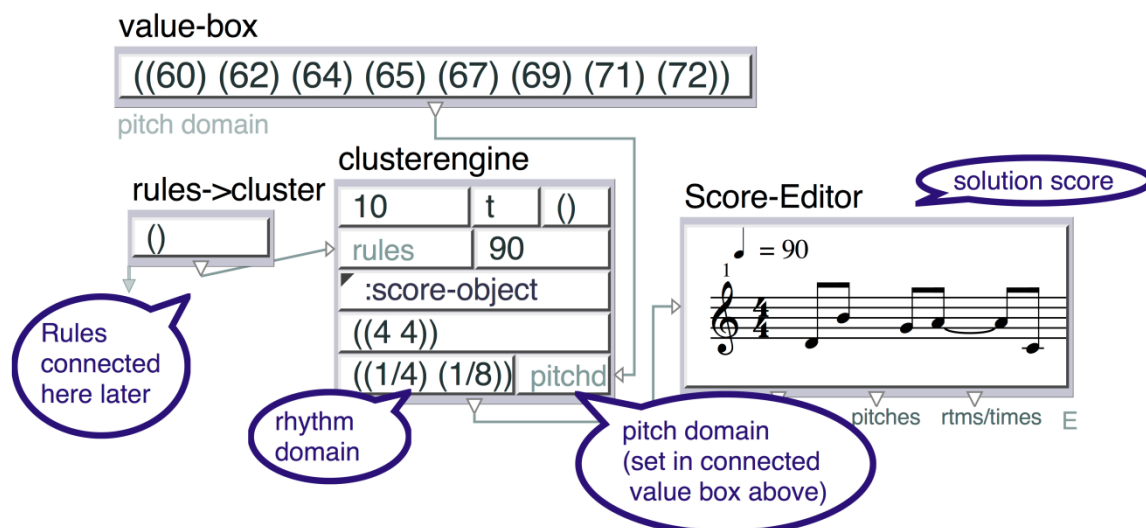 value-box
((60) (62) (64) (65) (67) (69) (71) (72))
pitch domain
clusterengine
rules->cluster
()
10 t ()
rules 90
:score-object
((4 4))
((1/4) (1/8)) pitchd
Rules
connected
here later
rhythm
domain
pitch domain
(set in connected
value box above)
solution score
Score-Editor
= 90
1
4
4
pitches rtms/times E